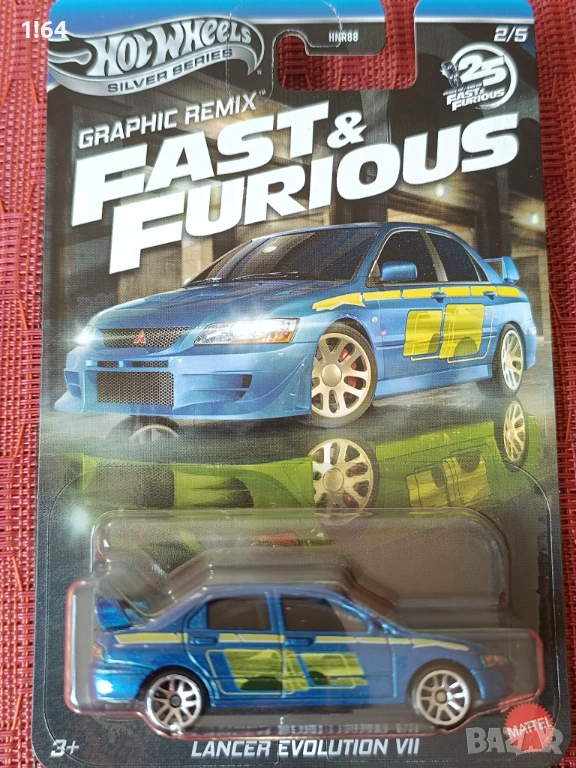 1:64
HOT WHEELS
SILVER SERIES
HNR88
2/5
25
FAST & FURIOUS
GRAPHIC REMIX™
FAST &
FURIOUS
3+
LANCER EVOLUTION VII
MATTEL
BAZAR